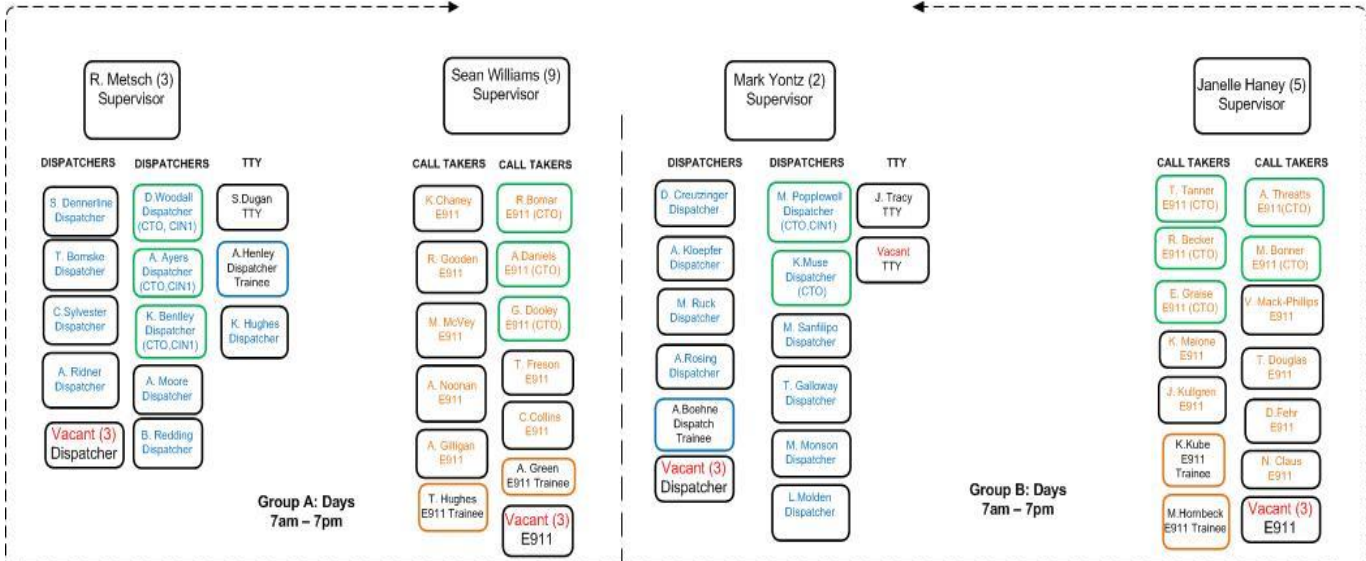 R. Metsch (3)
Supervisor
DISPATCHERS
S. Dennerline
Dispatcher
T. Bomske
Dispatcher
C.Sylvester
Dispatcher
A. Ridner
Dispatcher
Vacant (3)
Dispatcher
DISPATCHERS
D.Woodall
Dispatcher
(CTO, CIN1)
A. Ayers
Dispatcher
(CTO,CIN1)
K. Bentley
Dispatcher
(CTO,CIN1)
A. Moore
Dispatcher
B. Redding
Dispatcher
TTY
S.Dugan
TTY
A.Henley
Dispatcher
Trainee
K. Hughes
Dispatcher
Sean Williams (9)
Supervisor
CALL TAKERS
K.Chaney
E911
R. Gooden
E911
M. McVey
E911
A. Noonan
E911
A. Gilligan
E911
T. Hughes
E911 Trainee
CALL TAKERS
R.Bomar
E911 (CTO)
A.Daniels
E911 (CTO)
G. Dooley
E911 (CTO)
T. Freson
E911
C.Collins
E911
A. Green
E911 Trainee
Vacant (3)
E911
Group A: Days
7am – 7pm
Mark Yontz (2)
Supervisor
DISPATCHERS
D. Creutzinger
Dispatcher
A. Kloepfer
Dispatcher
M. Ruck
Dispatcher
A.Rosing
Dispatcher
A.Boehne
Dispatch
Trainee
Vacant (3)
Dispatcher
DISPATCHERS
M. Popplewell
Dispatcher
(CTO,CIN1)
K.Muse
Dispatcher
(CTO)
M. Sanfilipo
Dispatcher
T. Galloway
Dispatcher
M. Monson
Dispatcher
L.Molden
Dispatcher
TTY
J. Tracy
TTY
Vacant
TTY
Janelle Haney (5)
Supervisor
CALL TAKERS
T. Tanner
E911 (CTO)
R. Becker
E911 (CTO)
E. Graise
E911 (CTO)
K. Malone
E911
J. Kullgren
E911
K.Kube
E911
Trainee
M.Hornbeck
E911 Trainee
CALL TAKERS
A. Threatts
E911(CTO)
M. Bonner
E911 (CTO)
V. Mack-Phillips
E911
T. Douglas
E911
D.Fehr
E911
N. Claus
E911
Vacant (3)
E911
Group B: Days
7am – 7pm